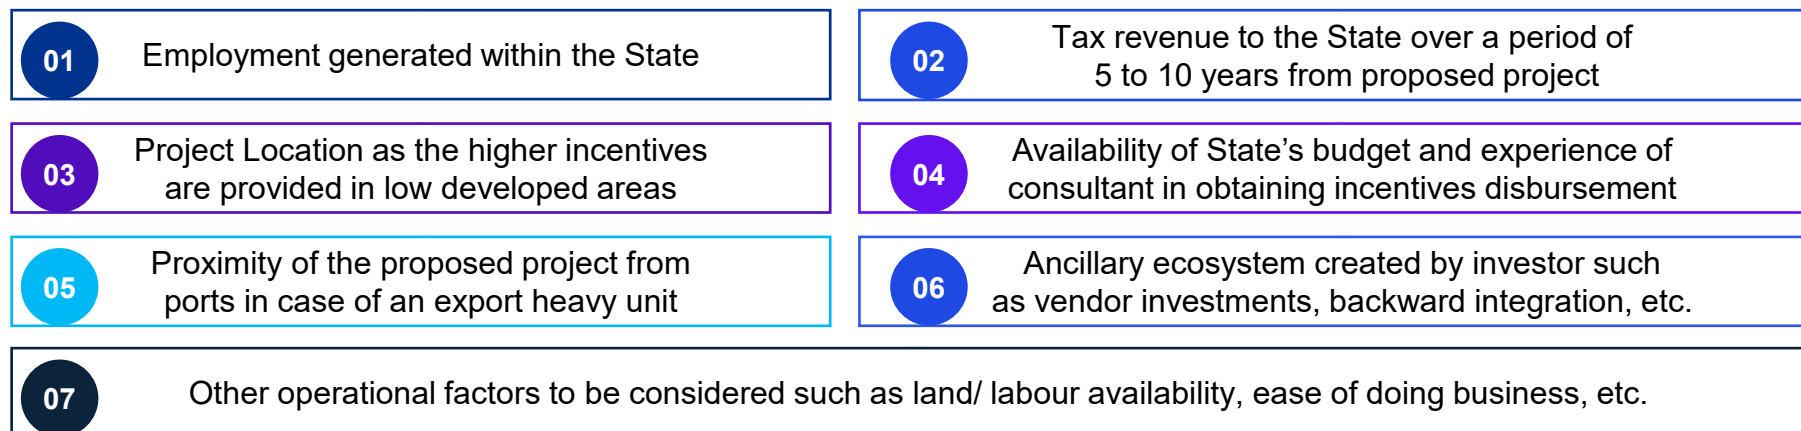 01
Employment generated within the State
02
Tax revenue to the State over a period of
5 to 10 years from proposed project
03
Project Location as the higher incentives
are provided in low developed areas
04
Availability of State’s budget and experience of
consultant in obtaining incentives disbursement
05
Proximity of the proposed project from
ports in case of an export heavy unit
06
Ancillary ecosystem created by investor such
as vendor investments, backward integration, etc.
07
Other operational factors to be considered such as land/ labour availability, ease of doing business, etc.